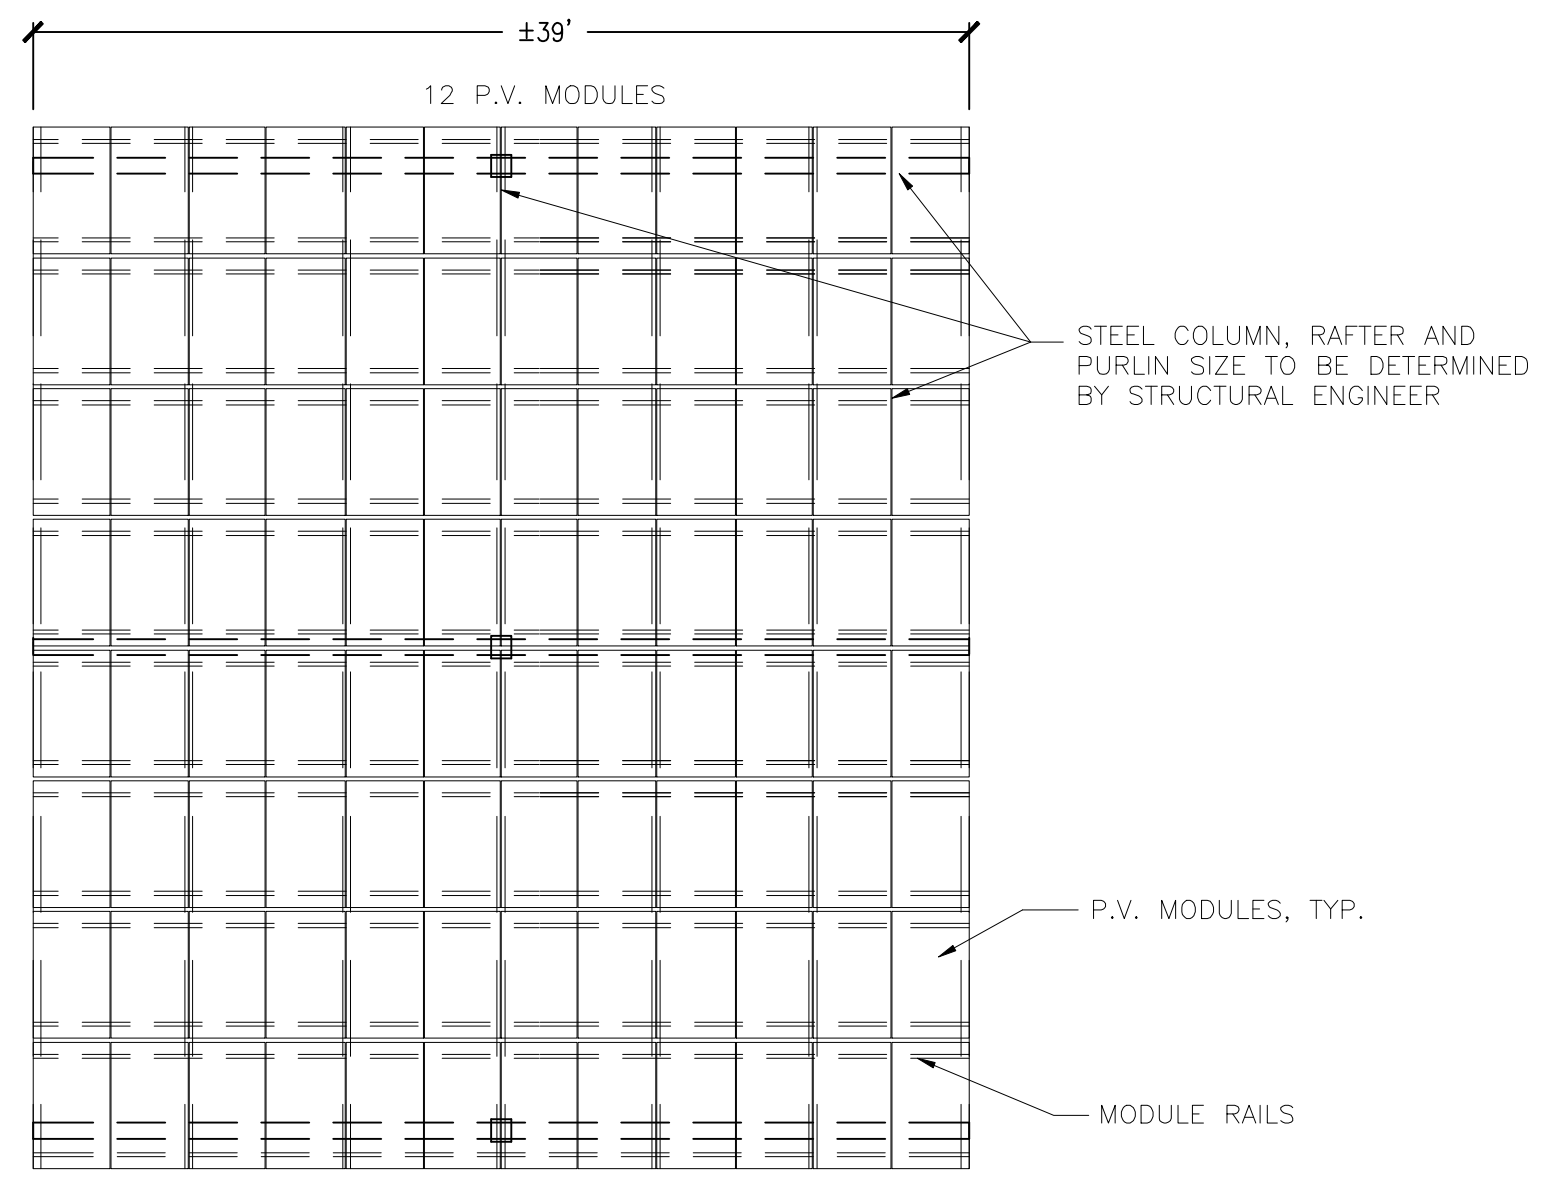 ±39'
12 P.V. MODULES
STEEL COLUMN, RAFTER AND
PURLIN SIZE TO BE DETERMINED
BY STRUCTURAL ENGINEER
P.V. MODULES, TYP.
MODULE RAILS